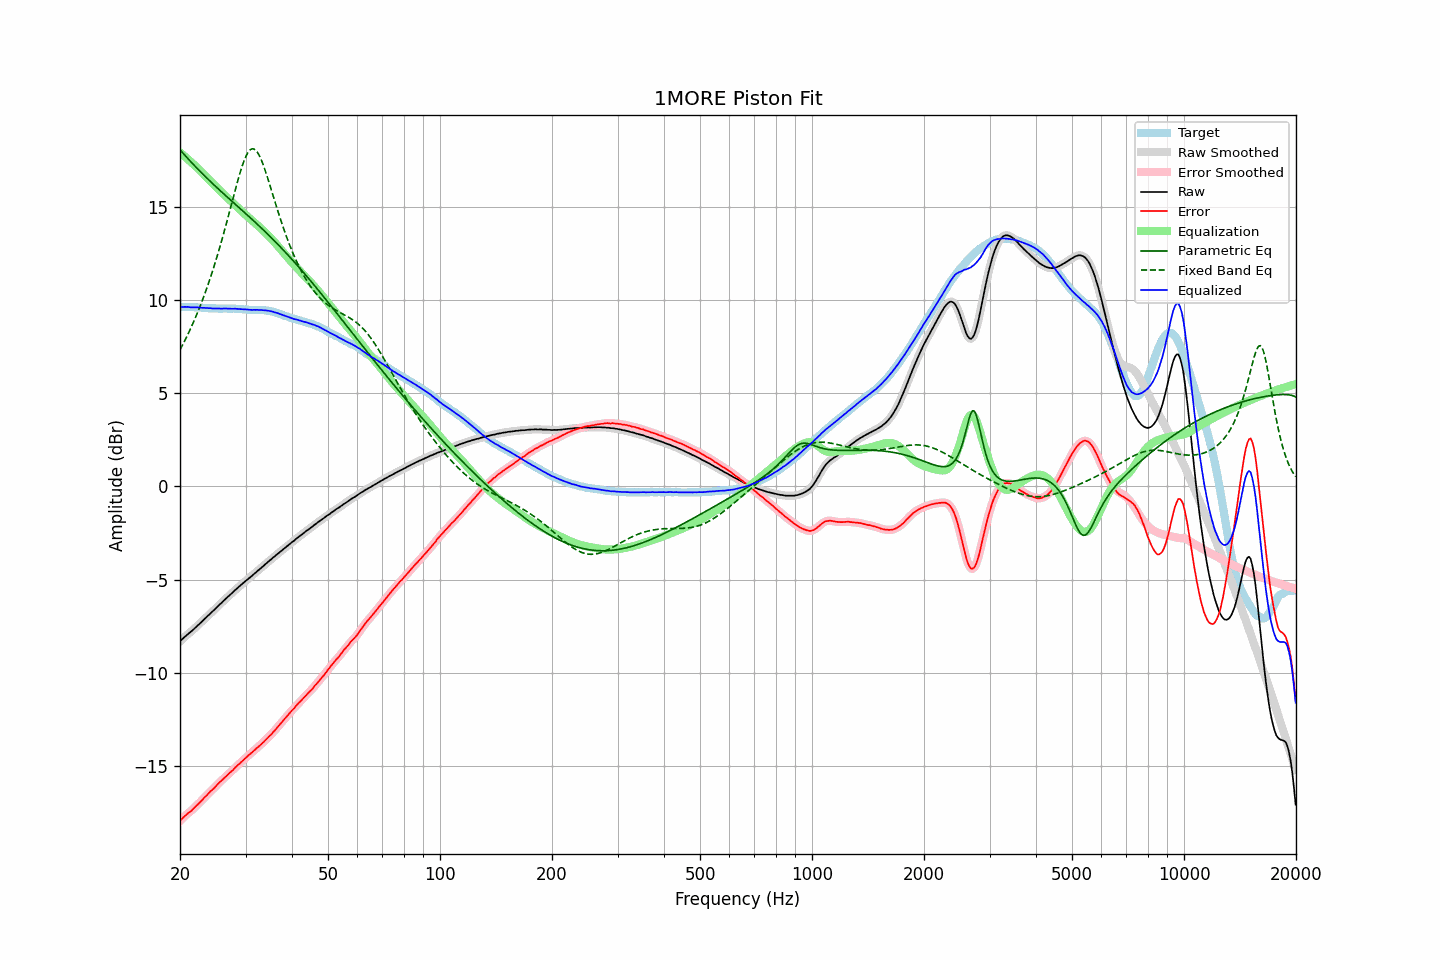 1MORE Piston Fit
Amplitude (dBr)
15
10
5
0
−5
−10
−15
20
50
100
200
500
1000
2000
5000
10000
20000
Frequency (Hz)
Target
Raw Smoothed
Error Smoothed
Raw
Error
Equalization
Parametric Eq
Fixed Band Eq
Equalized